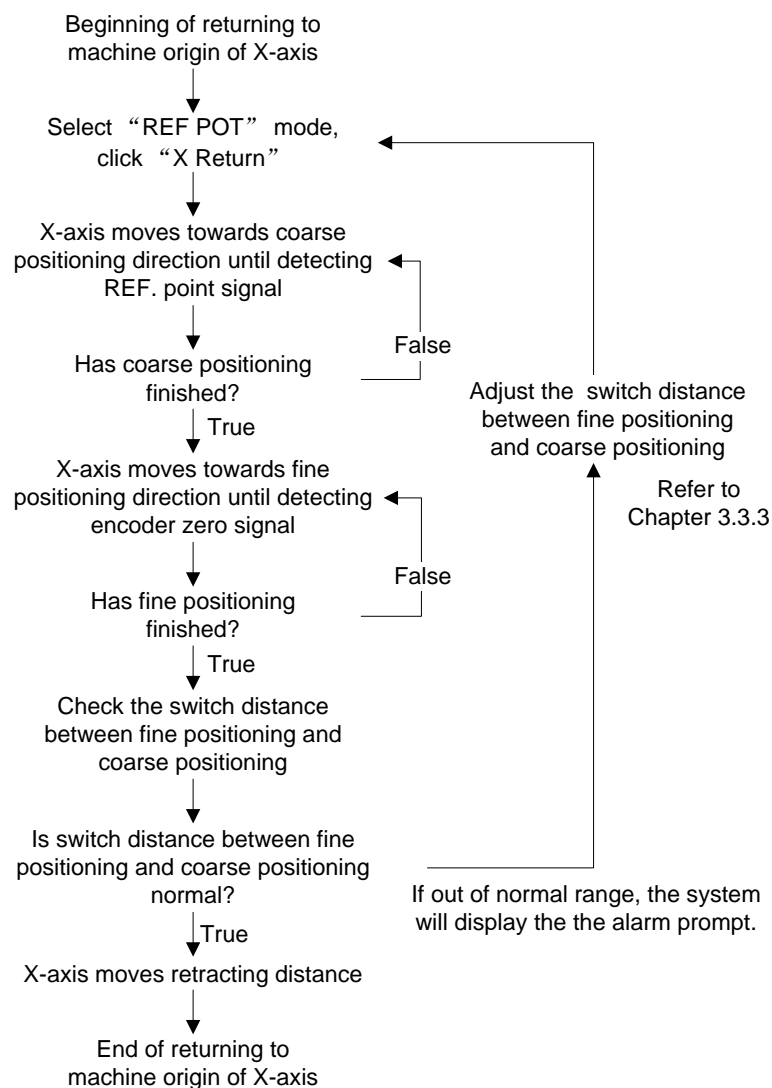 Beginning of returning to
machine origin of X-axis
Select “REF POT” mode,
click “X Return”
X-axis moves towards coarse
positioning direction until detecting
REF. point signal
False
Has coarse positioning
finished?
True
X-axis moves towards fine
positioning direction until detecting
encoder zero signal
False
Has fine positioning
finished?
True
Check the switch distance
between fine positioning and
coarse positioning
Is switch distance between fine
positioning and coarse positioning
normal?
True
X-axis moves retracting distance
End of returning to
machine origin of X-axis
Adjust the switch distance
between fine positioning
and coarse positioning
Refer to
Chapter 3.3.3
If out of normal range, the system
will display the the alarm prompt.